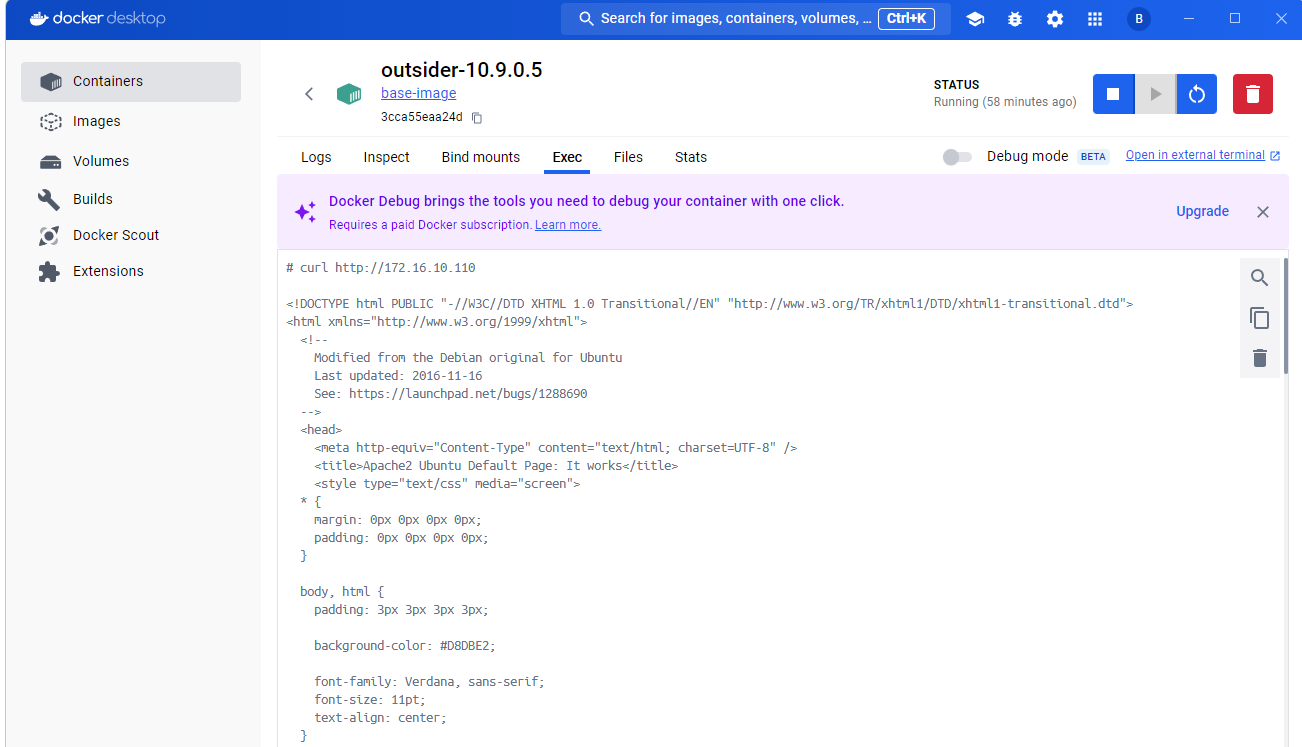 docker desktop
Search for images, containers, volumes, ... Ctrl+K
B
Containers
Images
Volumes
Builds
Docker Scout
Extensions
outsider-10.9.0.5
base-image
3cca55eaa24d
STATUS
Running (58 minutes ago)
Logs Inspect Bind mounts Exec Files Stats
Debug mode BETA Open in external terminal
Docker Debug brings the tools you need to debug your container with one click.
Requires a paid Docker subscription. Learn more.
Upgrade
# curl http://172.16.10.110
<!DOCTYPE html PUBLIC "-//W3C//DTD XHTML 1.0 Transitional//EN" "http://www.w3.org/TR/xhtml1/DTD/xhtml1-transitional.dtd">
<html xmlns="http://www.w3.org/1999/xhtml">
  <!--
    Modified from the Debian original for Ubuntu
    Last updated: 2016-11-16
    See: https://launchpad.net/bugs/1288690
  -->
  <head>
    <meta http-equiv="Content-Type" content="text/html; charset=UTF-8" />
    <title>Apache2 Ubuntu Default Page: It works</title>
    <style type="text/css" media="screen">
  * {
    margin: 0px 0px 0px 0px;
    padding: 0px 0px 0px 0px;
  }
  body, html {
    padding: 3px 3px 3px 3px;
    background-color: #D8DBE2;
    font-family: Verdana, sans-serif;
    font-size: 11pt;
    text-align: center;
  }